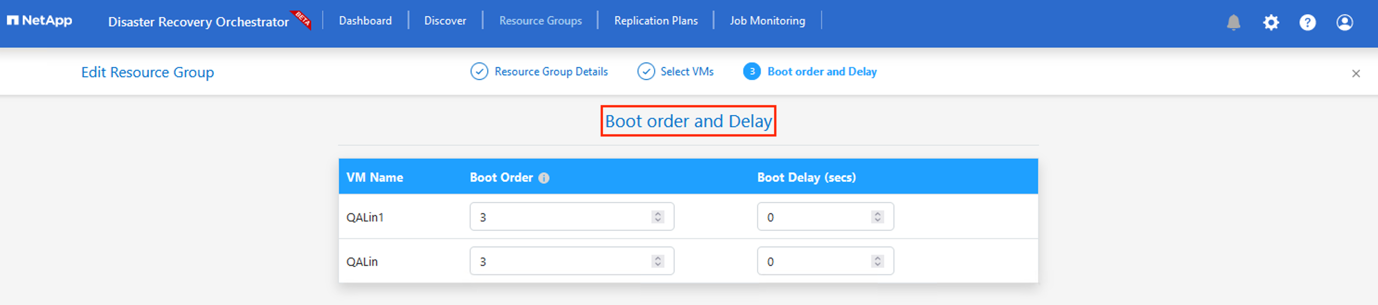 NetApp Disaster Recovery Orchestrator BETA Dashboard Discover Resource Groups Replication Plans Job Monitoring ?
Edit Resource Group Resource Group Details Select VMs 3 Boot order and Delay ×
Boot order and Delay
VM Name Boot Order i Boot Delay (secs)
QALin1 3 0
QALin 3 0